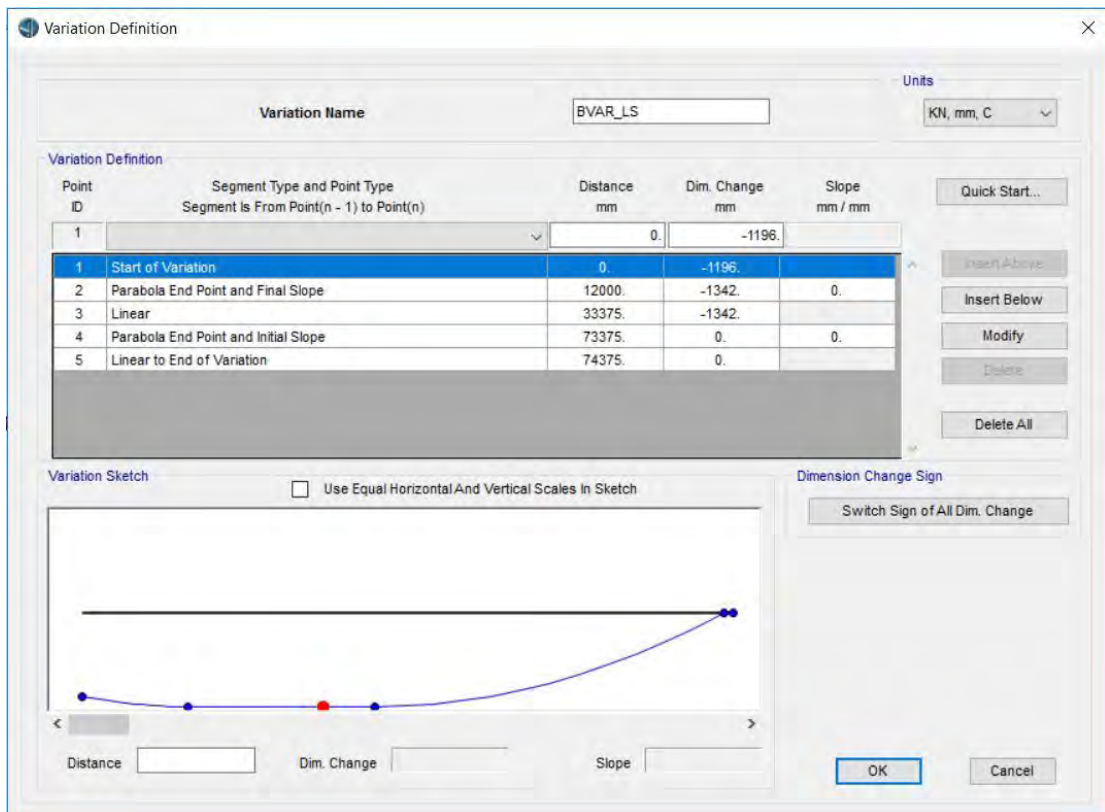 Variation Definition
Units
Variation Name BVAR_LS KN, mm, C
Variation Definition
Point Segment Type and Point Type Distance Dim. Change Slope
ID Segment Is From Point(n - 1) to Point(n) mm mm mm / mm
Quick Start...
1 0. -1196.
1 Start of Variation 0. -1196.
Insert Above
2 Parabola End Point and Final Slope 12000. -1342. 0.
Insert Below
3 Linear 33375. -1342.
4 Parabola End Point and Initial Slope 73375. 0. 0.
Modify
5 Linear to End of Variation 74375. 0.
Delete
Delete All
Variation Sketch
Use Equal Horizontal And Vertical Scales In Sketch
Dimension Change Sign
Switch Sign of All Dim. Change
Distance Dim. Change Slope
OK Cancel